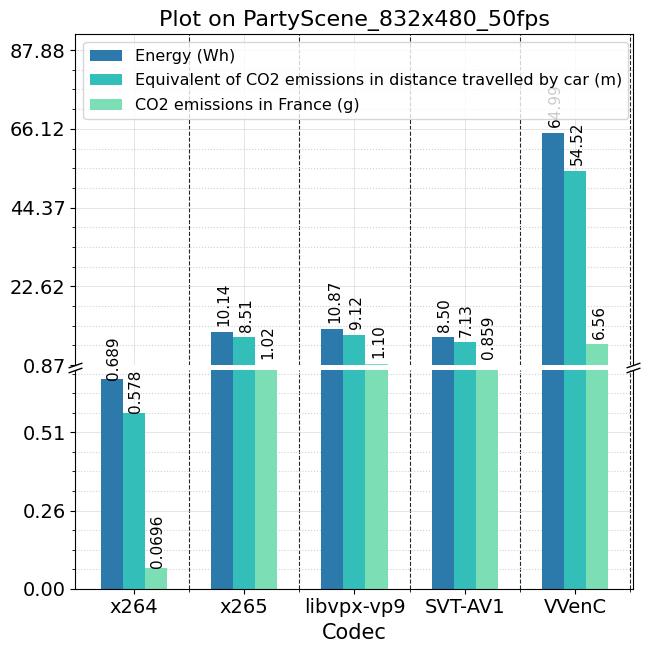 Plot on PartyScene_832x480_50fps
Energy (Wh)
Equivalent of CO2 emissions in distance travelled by car (m)
CO2 emissions in France (g)
87.88
66.12
44.37
22.62
0.87
0.51
0.26
0.00
0.689
0.578
0.0696
10.14
8.51
1.02
10.87
9.12
1.10
8.50
7.13
0.859
64.99
54.52
6.56
x264
x265
libvpx-vp9
SVT-AV1
VVenC
Codec